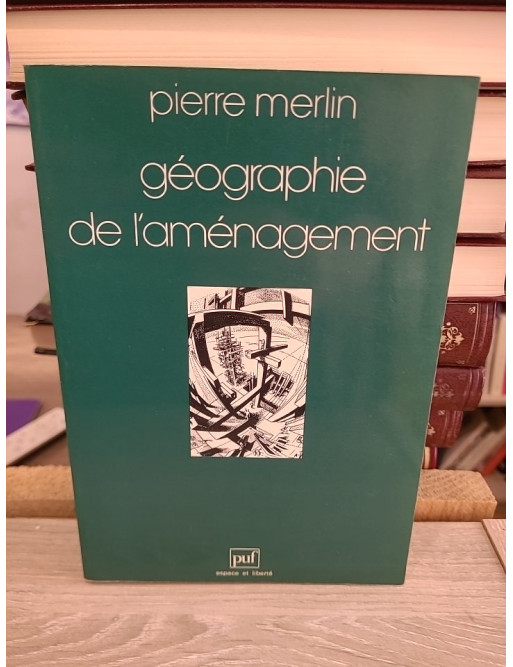 pierre merlin
géographie
de l'aménagement
puf
espace et liberté